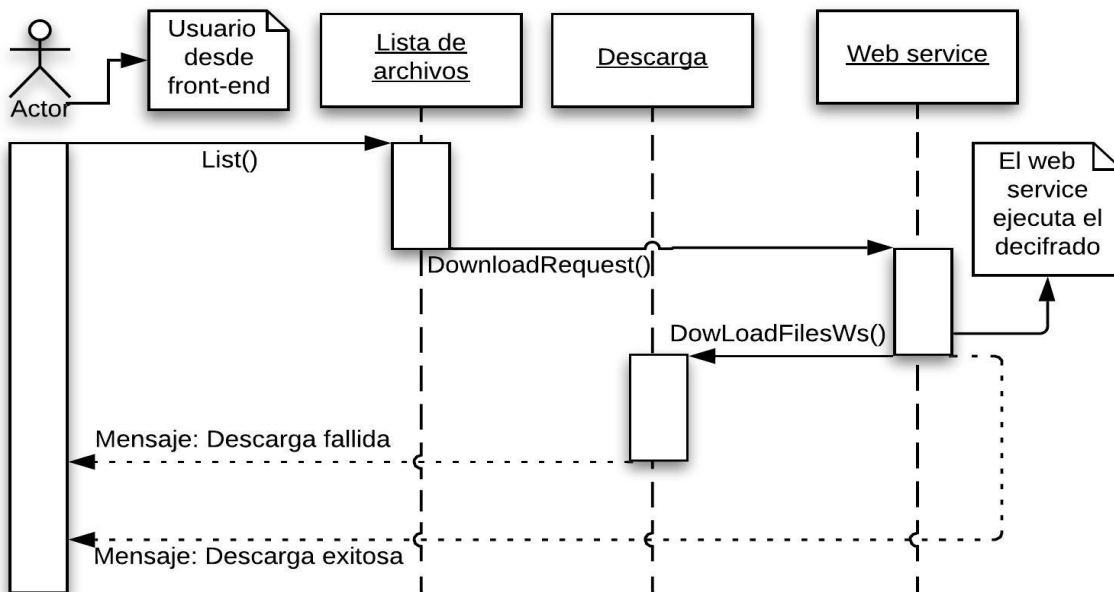 Usuario
desde
front-end
Actor
Lista de
archivos
Descarga
Web service
List()
El web
service
ejecuta el
decifrado
DownloadRequest()
DowLoadFilesWs()
Mensaje: Descarga fallida
Mensaje: Descarga exitosa